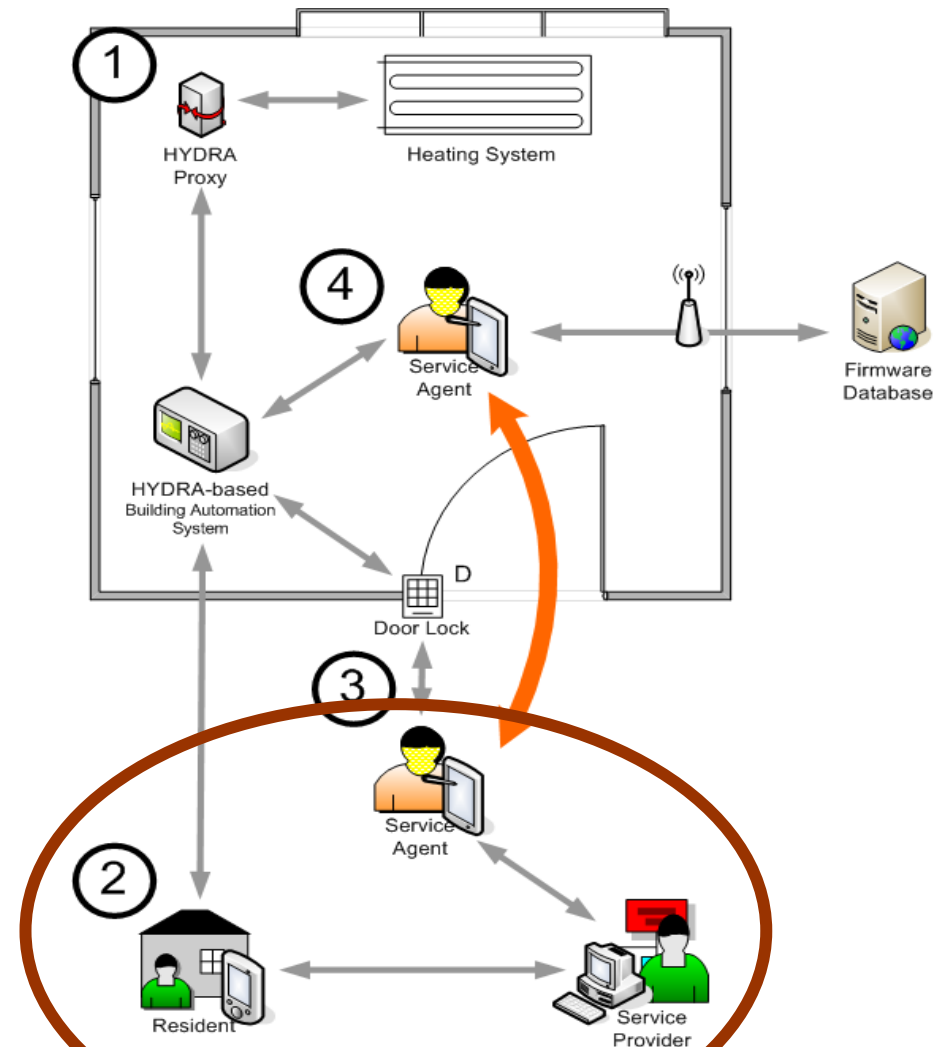 1
HYDRA
Proxy
Heating System
4
Service
Agent
Firmware
Database
HYDRA-based
Building Automation
System
D
Door Lock
3
Service
Agent
2
Resident
Service
Provider